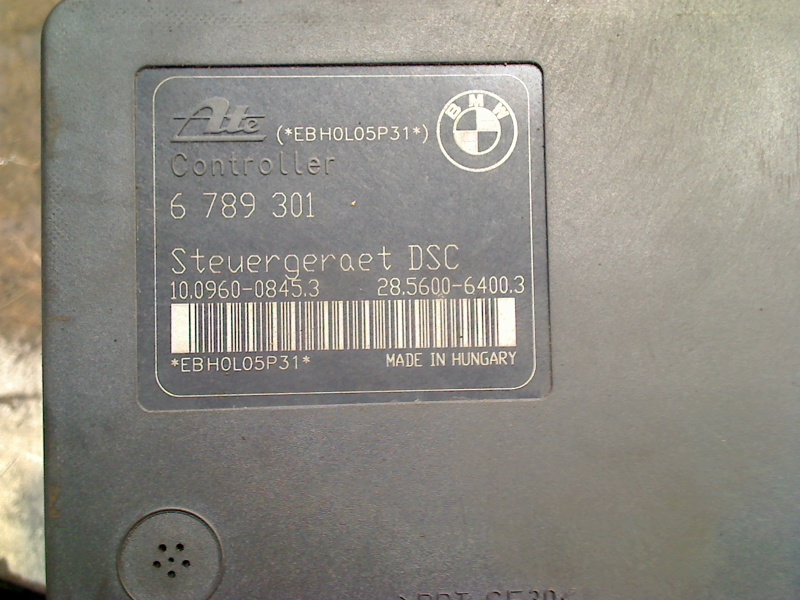 Ate (*EBH0L05P31*) BMW
Controller
6 789 301
Steuergeraet DSC
10.0960-0845.3 28.5600-6400.3
*EBH0L05P31* MADE IN HUNGARY